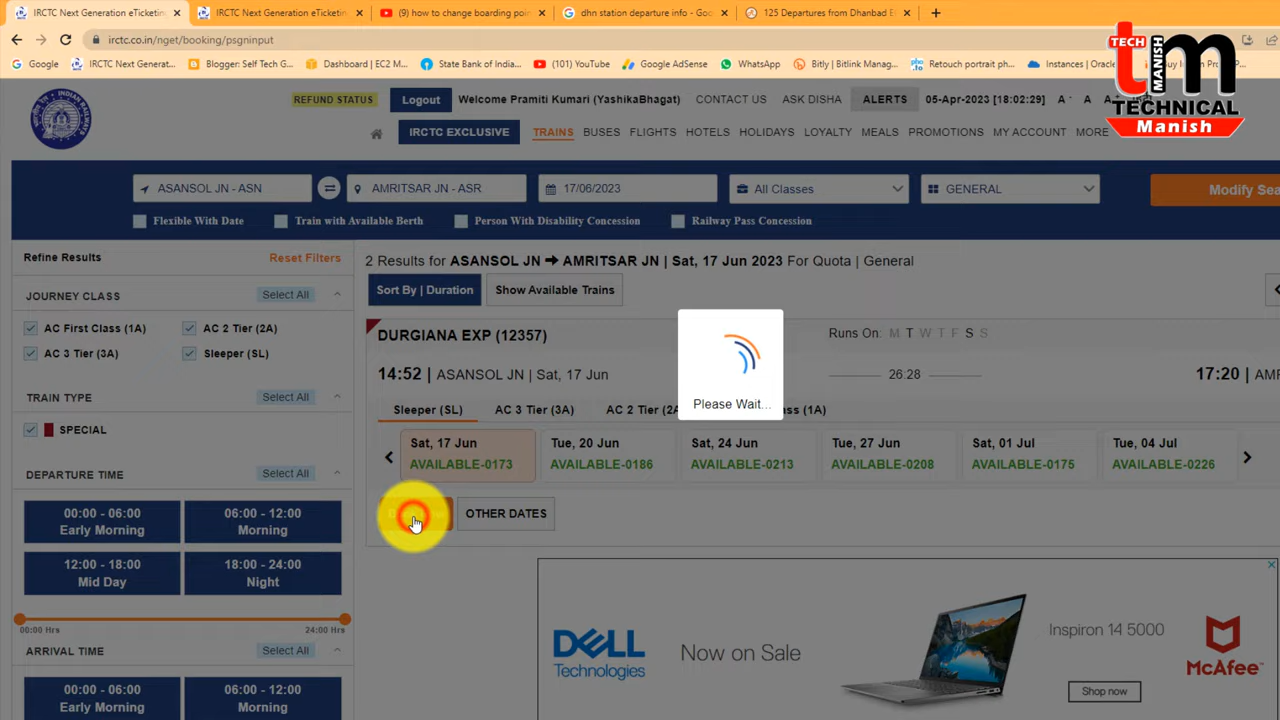 IRCTC Next Generation eTicketing
IRCTC Next Generation eTicketing
(9) how to change boarding poin
dhn station departure info - Goo
125 Departures from Dhanbad E
irctc.co.in/nget/booking/psgninput
Google
IRCTC Next Generat...
Blogger: Self Tech G...
Dashboard | EC2 M...
State Bank of India...
(101) YouTube
Google AdSense
WhatsApp
Bitly | Bitlink Manag...
Retouch portrait ph...
Instances | Oracle
TECH
MANISH
tm
TECHNICAL
Manish
INDIAN RAILWAYS
REFUND STATUS
Logout
Welcome Pramiti Kumari (YashikaBhagat)
CONTACT US
ASK DISHA
ALERTS
05-Apr-2023 [18:02:29]
A-
A
IRCTC EXCLUSIVE
TRAINS
BUSES
FLIGHTS
HOTELS
HOLIDAYS
LOYALTY
MEALS
PROMOTIONS
MY ACCOUNT
MORE
ASANSOL JN - ASN
AMRITSAR JN - ASR
17/06/2023
All Classes
GENERAL
Modify Sea
Flexible With Date
Train with Available Berth
Person With Disability Concession
Railway Pass Concession
Refine Results
Reset Filters
2 Results for ASANSOL JN ➔ AMRITSAR JN | Sat, 17 Jun 2023 For Quota | General
JOURNEY CLASS
Select All
Sort By | Duration
Show Available Trains
AC First Class (1A)
AC 2 Tier (2A)
AC 3 Tier (3A)
Sleeper (SL)
DURGIANA EXP (12357)
Runs On: M T W T F S S
14:52 | ASANSOL JN | Sat, 17 Jun
26:28
17:20 | AMR
Please Wait...
TRAIN TYPE
Select All
SPECIAL
Sleeper (SL)
AC 3 Tier (3A)
AC 2 Tier (2A
ass (1A)
Sat, 17 Jun
AVAILABLE-0173
Tue, 20 Jun
AVAILABLE-0186
Sat, 24 Jun
AVAILABLE-0213
Tue, 27 Jun
AVAILABLE-0208
Sat, 01 Jul
AVAILABLE-0175
Tue, 04 Jul
AVAILABLE-0226
DEPARTURE TIME
Select All
00:00 - 06:00
Early Morning
06:00 - 12:00
Morning
12:00 - 18:00
Mid Day
18:00 - 24:00
Night
00:00 Hrs
24:00 Hrs
OTHER DATES
ARRIVAL TIME
Select All
00:00 - 06:00
Early Morning
06:00 - 12:00
Morning
DELL
Technologies
Now on Sale
Inspiron 14 5000
Shop now
McAfee™